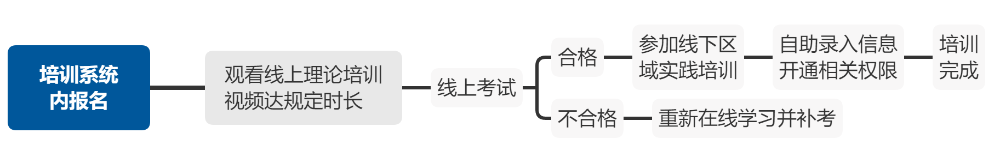 培训系统
内报名
观看线上理论培训
视频达规定时长
线上考试
合格
参加线下区
域实践培训
自助录入信息
开通相关权限
培训
完成
不合格
重新在线学习并补考